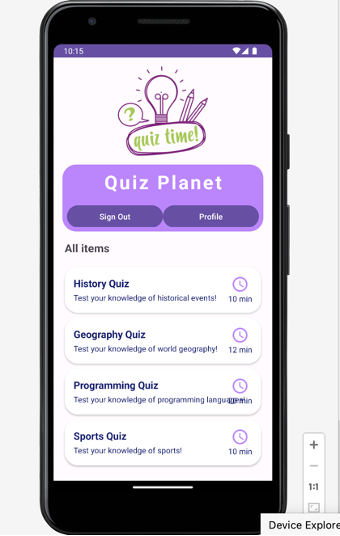 10:15
?
quiz time!
Quiz Planet
Sign Out
Profile
All items
History Quiz
Test your knowledge of historical events!
10 min
Geography Quiz
Test your knowledge of world geography!
12 min
Programming Quiz
Test your knowledge of programming
min
Sports Quiz
Test your knowledge of sports!
10 min
+
−
1:1
Device Explore